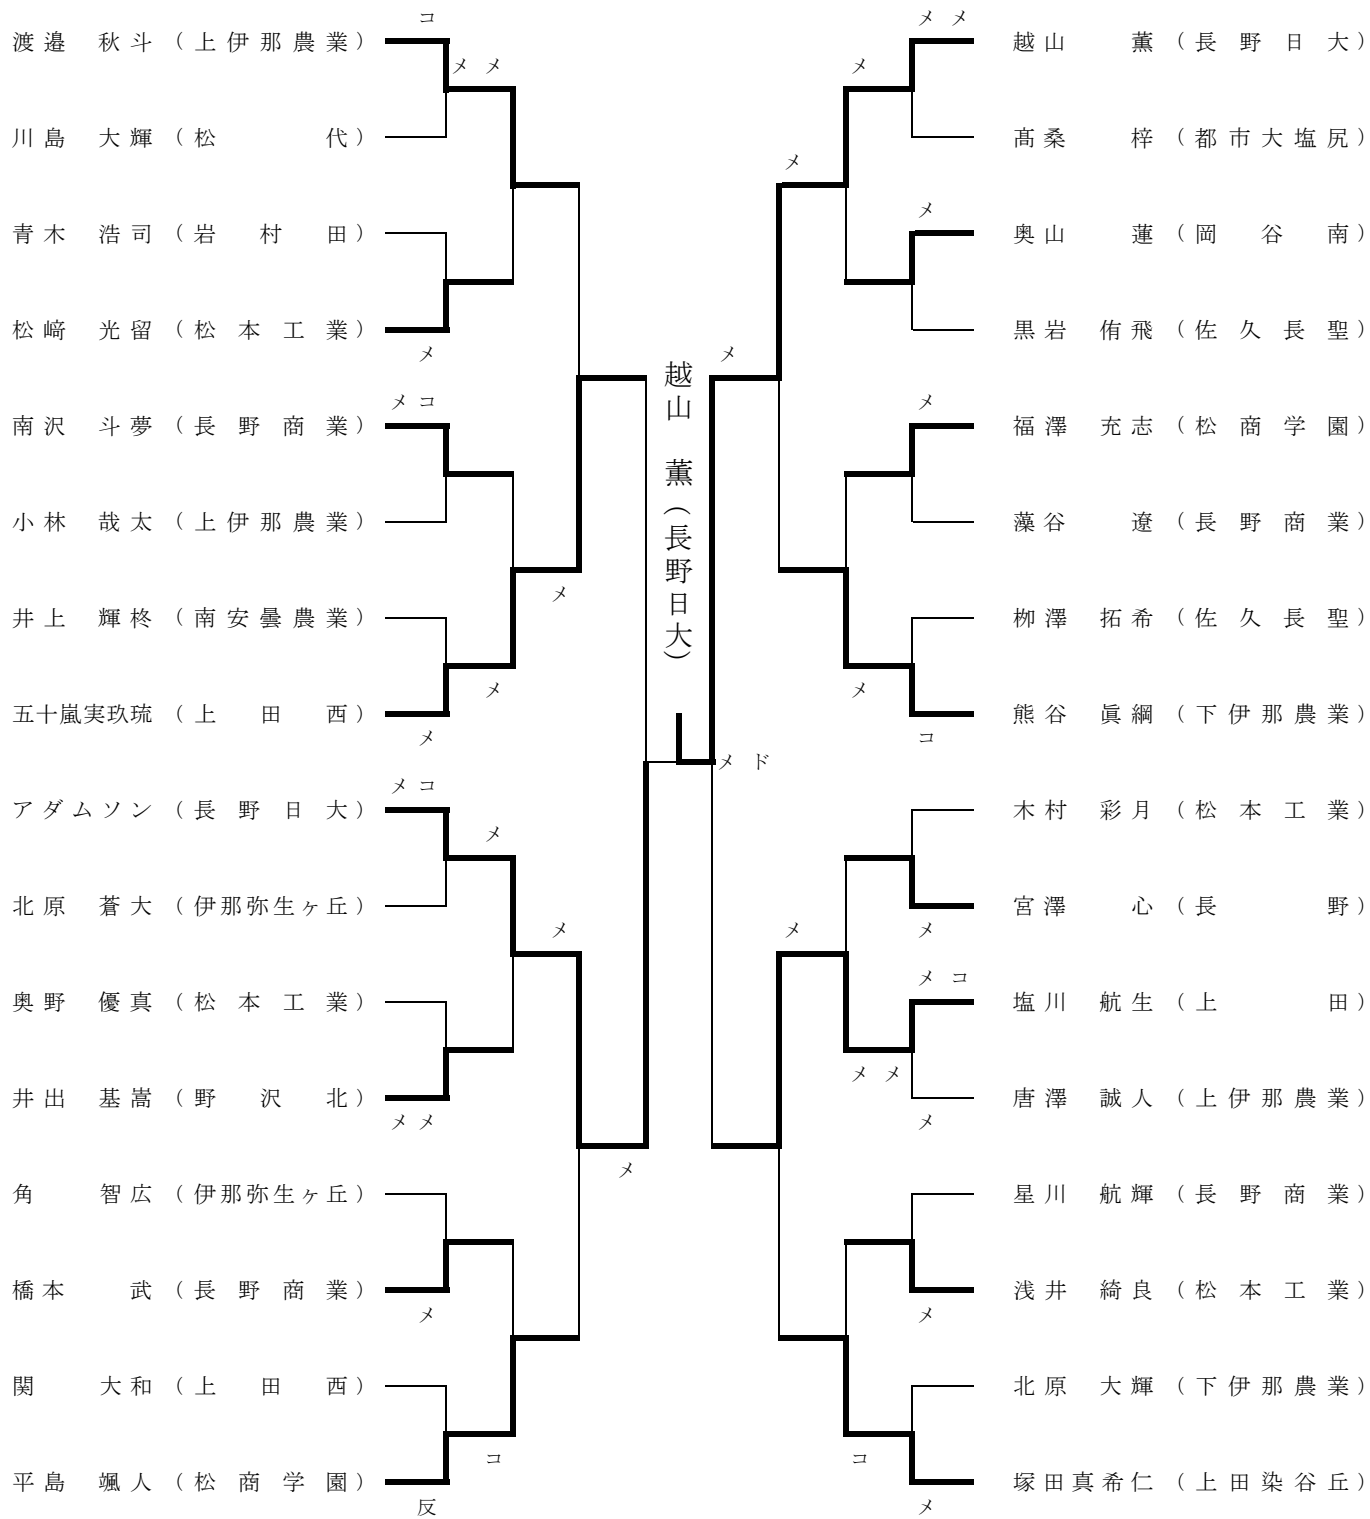 コ
渡邉 秋斗 (上伊那農業)
メ メ
川島 大輝 (松 代)
青木 浩司 (岩 村 田)
松﨑 光留 (松 本 工 業)
メ
メ コ
南沢 斗夢 (長 野 商 業)
小林 哉太 (上伊那農業)
メ
井上 輝柊 (南安曇農業)
メ
五十嵐実玖琉 (上 田 西)
メ
メ コ
アダムソン (長 野 日 大)
メ
北原 蒼大 (伊那弥生ヶ丘)
メ
奥野 優真 (松 本 工 業)
井出 基嵩 (野 沢 北)
メ メ
メ
角 智広 (伊那弥生ヶ丘)
橋本 武 (長 野 商 業)
メ
関 大和 (上 田 西)
コ
平島 颯人 (松 商 学 園)
反
越山 薫(長野日大)
メ ド
メ メ
越山 薫 (長 野 日 大)
メ
髙桑 梓 (都市大塩尻)
メ
メ
奥山 蓮 (岡 谷 南)
黒岩 侑飛 (佐 久 長 聖)
メ
メ
福澤 充志 (松 商 学 園)
藻谷 遼 (長 野 商 業)
栁澤 拓希 (佐 久 長 聖)
メ
熊谷 眞綱 (下伊那農業)
コ
木村 彩月 (松 本 工 業)
宮澤 心 (長 野)
メ
メ
メ コ
塩川 航生 (上 田)
メ メ
唐澤 誠人 (上伊那農業)
メ
星川 航輝 (長 野 商 業)
浅井 綺良 (松 本 工 業)
メ
北原 大輝 (下伊那農業)
コ
塚田真希仁 (上田染谷丘)
メ